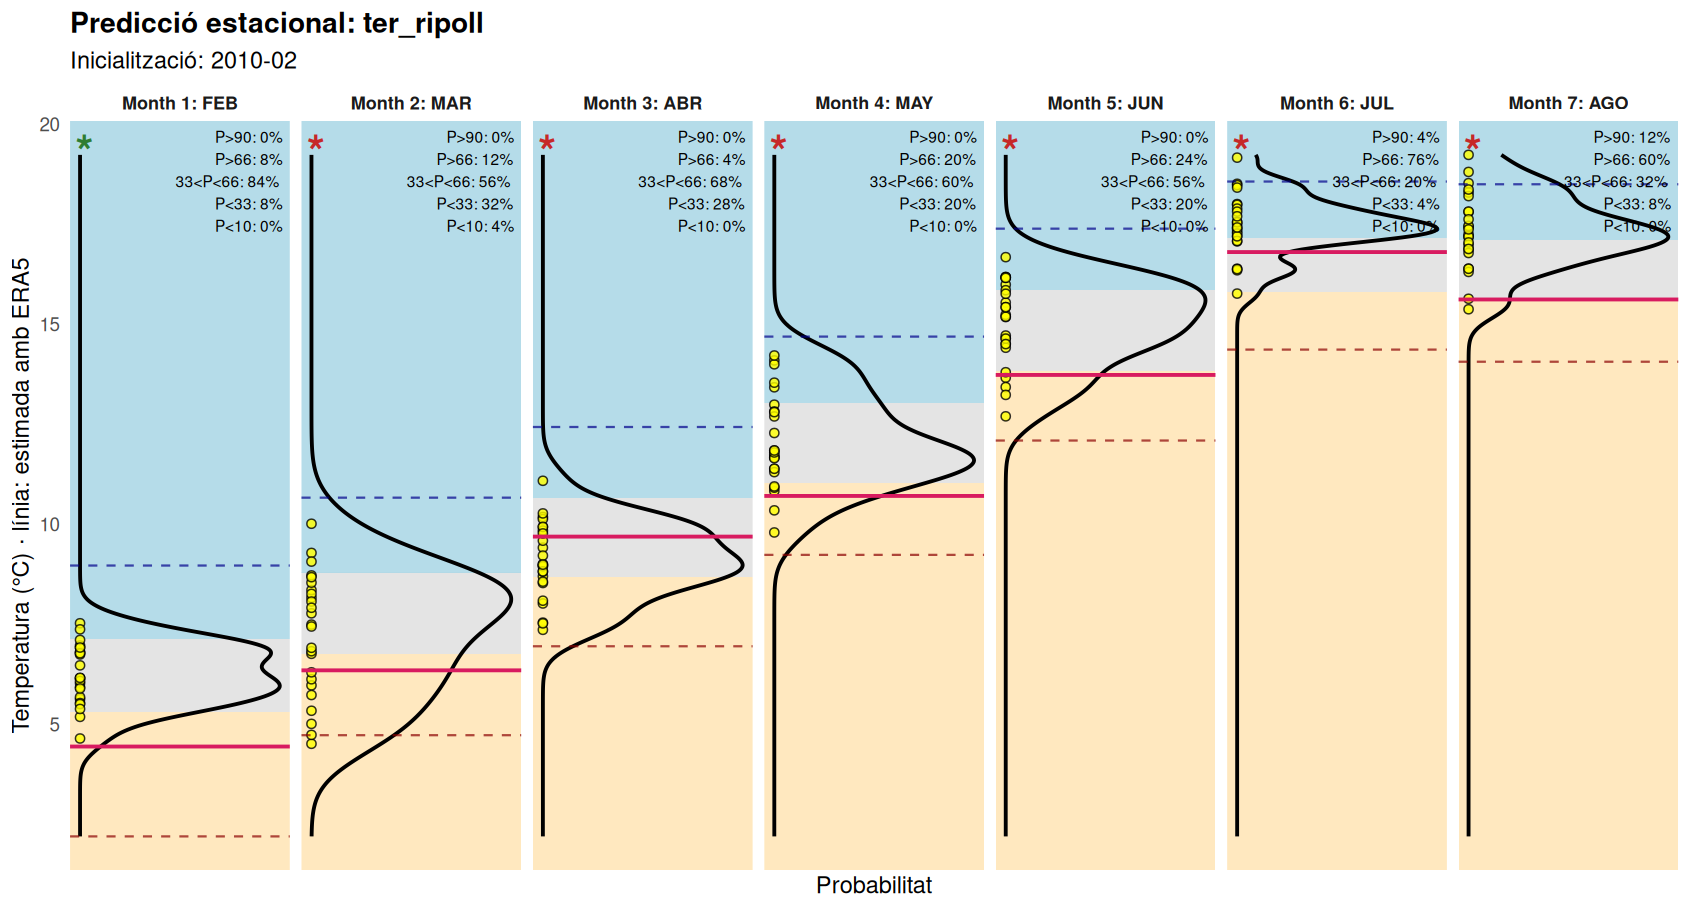 Predicció estacional: ter_ripoll
Inicialització: 2010-02
Month 1: FEB
Month 2: MAR
Month 3: ABR
Month 4: MAY
Month 5: JUN
Month 6: JUL
Month 7: AGO
Temperatura (°C) · línia: estimada amb ERA5
20
15
10
5
*
P>90: 0%
P>66: 8%
33<P<66: 84%
P<33: 8%
P<10: 0%
*
P>90: 0%
P>66: 12%
33<P<66: 56%
P<33: 32%
P<10: 4%
*
P>90: 0%
P>66: 4%
33<P<66: 68%
P<33: 28%
P<10: 0%
*
P>90: 0%
P>66: 20%
33<P<66: 60%
P<33: 20%
P<10: 0%
*
P>90: 0%
P>66: 24%
33<P<66: 56%
P<33: 20%
P<10: 0%
*
P>90: 4%
P>66: 76%
33<P<66: 20%
P<33: 4%
P<10: 0%
*
P>90: 12%
P>66: 60%
33<P<66: 32%
P<33: 8%
P<10: 0%
Probabilitat